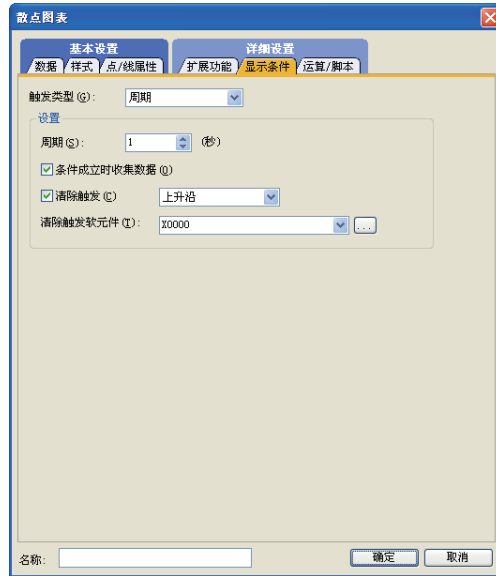 散点图表
基本设置 详细设置
数据 样式 点/线属性 扩展功能 显示条件 运算/脚本
触发类型(G): 周期
设置
周期(S): 1 (秒)
条件成立时收集数据(O)
清除触发(C) 上升沿
清除触发软元件(T): X0000 ...
名称: 确定 取消